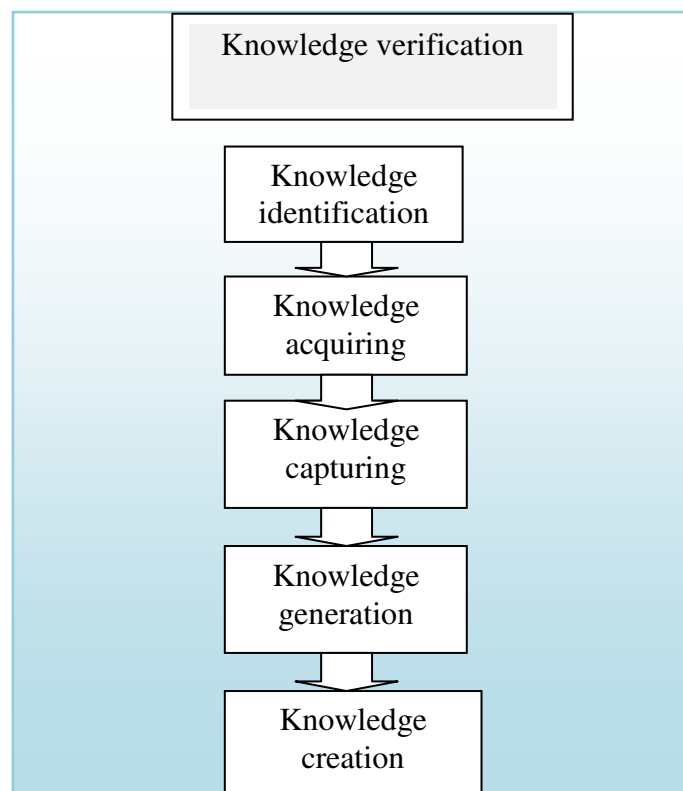 Knowledge verification
Knowledge
identification
Knowledge
acquiring
Knowledge
capturing
Knowledge
generation
Knowledge
creation